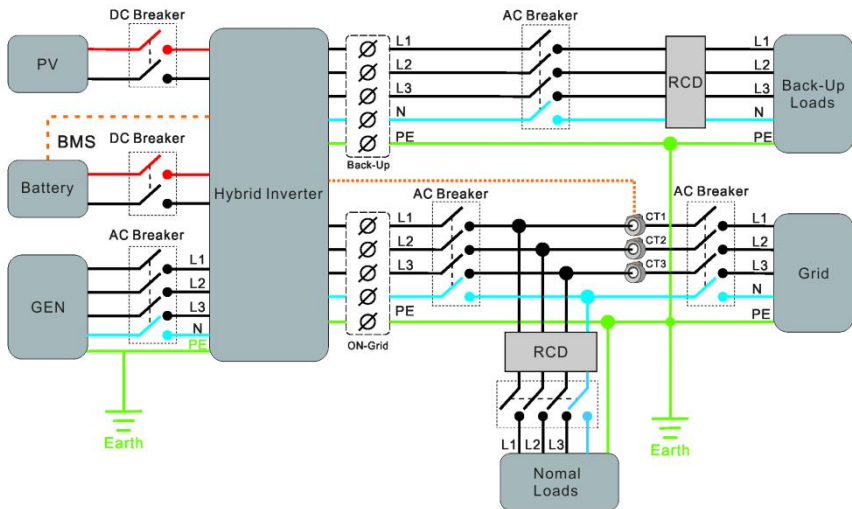 DC Breaker
AC Breaker
PV
L1
L2
L3
N
PE
RCD
L1
L2
L3
N
PE
Back-Up
Loads
Back-Up
BMS
DC Breaker
Battery
Hybrid Inverter
AC Breaker
AC Breaker
AC Breaker
L1
L2
L3
PE
CT1
CT2
CT3
L1
L2
L3
N
PE
Grid
GEN
L1
L2
L3
N
PE
ON-Grid
RCD
Earth
Earth
L1
L2
L3
Nomal
Loads